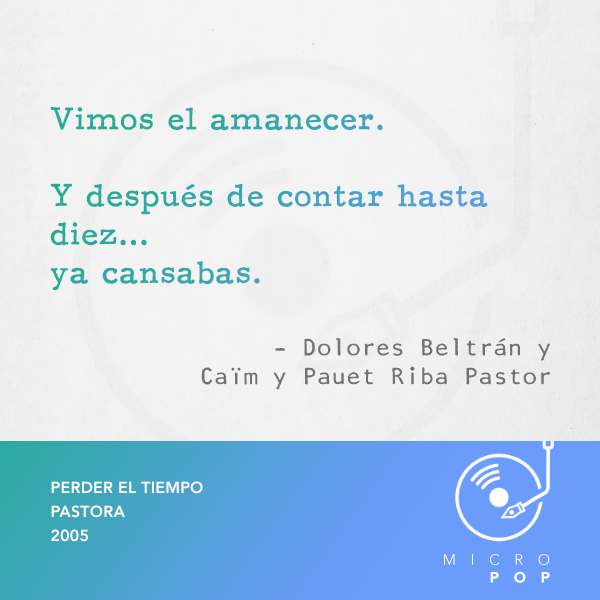 Vimos el amanecer.
Y después de contar hasta
diez...
ya cansabas.
– Dolores Beltrán y
Caïm y Pauet Riba Pastor
PERDER EL TIEMPO
PASTORA
2005
MICRO
POP